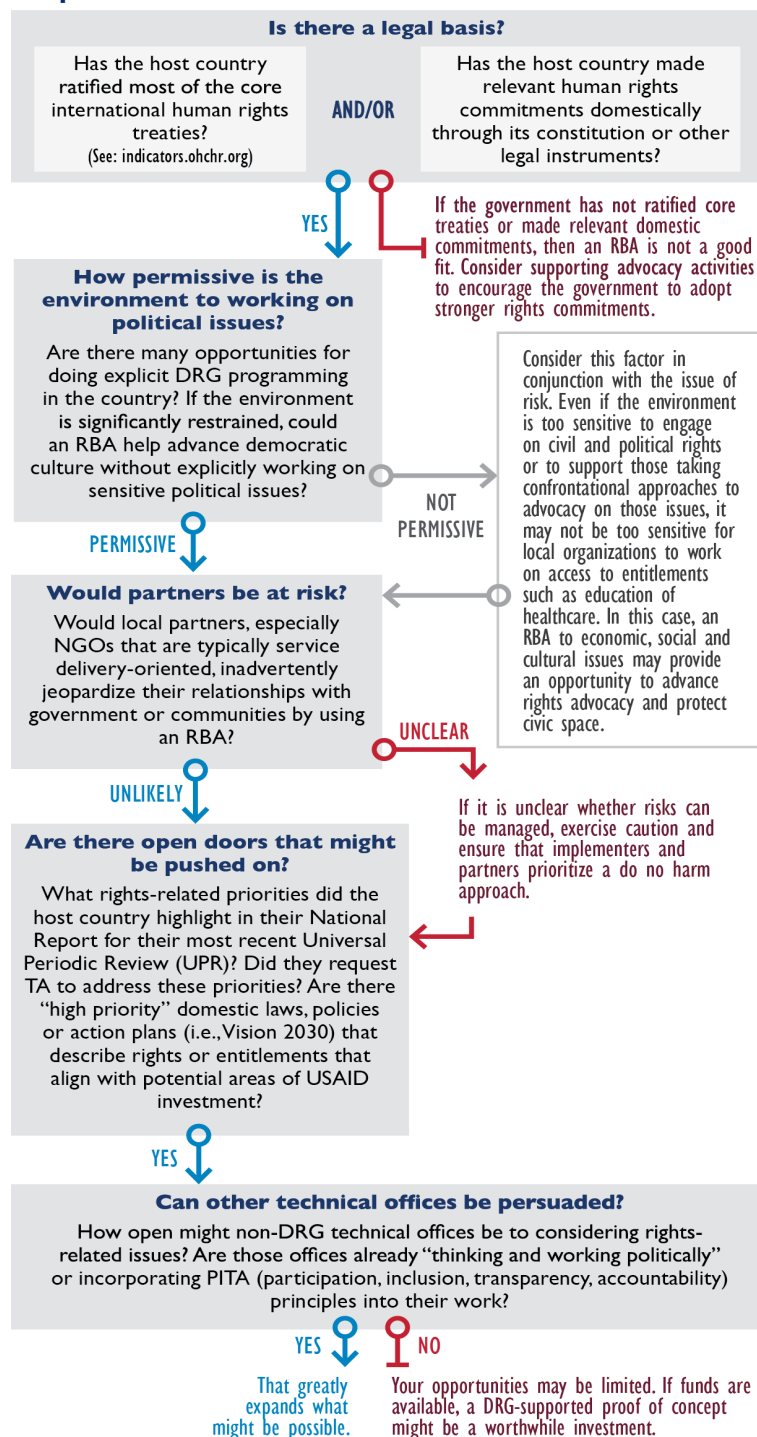 Is there a legal basis?
Has the host country
ratified most of the core
international human rights
treaties?
(See: indicators.ohchr.org)
AND/OR
Has the host country made
relevant human rights
commitments domestically
through its constitution or other
legal instruments?
YES
If the government has not ratified core
treaties or made relevant domestic
commitments, then an RBA is not a good
fit. Consider supporting advocacy activities
to encourage the government to adopt
stronger rights commitments.
How permissive is the
environment to working on
political issues?
Are there many opportunities for
doing explicit DRG programming
in the country? If the environment
is significantly restrained, could
an RBA help advance democratic
culture without explicitly working on
sensitive political issues?
NOT
PERMISSIVE
Consider this factor in
conjunction with the issue of
risk. Even if the environment
is too sensitive to engage
on civil and political rights
or to support those taking
confrontational approaches to
advocacy on those issues, it
may not be too sensitive for
local organizations to work
on access to entitlements
such as education of
healthcare. In this case, an
RBA to economic, social and
cultural issues may provide
an opportunity to advance
rights advocacy and protect
civic space.
PERMISSIVE
Would partners be at risk?
Would local partners, especially
NGOs that are typically service
delivery-oriented, inadvertently
jeopardize their relationships with
government or communities by using
an RBA?
UNCLEAR
If it is unclear whether risks can
be managed, exercise caution and
ensure that implementers and
partners prioritize a do no harm
approach.
UNLIKELY
Are there open doors that might
be pushed on?
What rights-related priorities did the
host country highlight in their National
Report for their most recent Universal
Periodic Review (UPR)? Did they request
TA to address these priorities? Are there
“high priority” domestic laws, policies
or action plans (i.e., Vision 2030) that
describe rights or entitlements that
align with potential areas of USAID
investment?
YES
Can other technical offices be persuaded?
How open might non-DRG technical offices be to considering rights-
related issues? Are those offices already “thinking and working politically”
or incorporating PITA (participation, inclusion, transparency, accountability)
principles into their work?
YES
NO
That greatly
expands what
might be possible.
Your opportunities may be limited. If funds are
available, a DRG-supported proof of concept
might be a worthwhile investment.